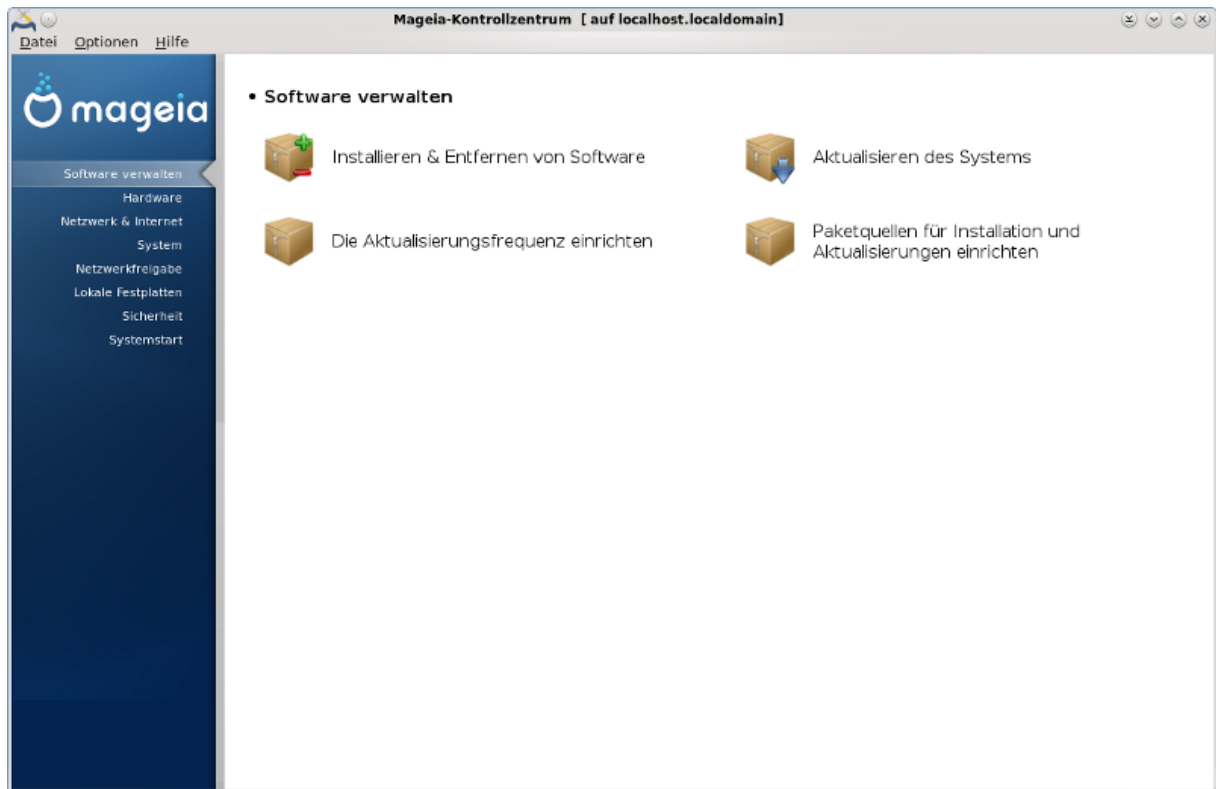 Mageia-Kontrollzentrum [ auf localhost.localdomain]
Datei Optionen Hilfe
mageia
Software verwalten
Hardware
Netzwerk & Internet
System
Netzwerkfreigabe
Lokale Festplatten
Sicherheit
Systemstart
• Software verwalten
Installieren & Entfernen von Software
Aktualisieren des Systems
Die Aktualisierungsfrequenz einrichten
Paketquellen für Installation und
Aktualisierungen einrichten